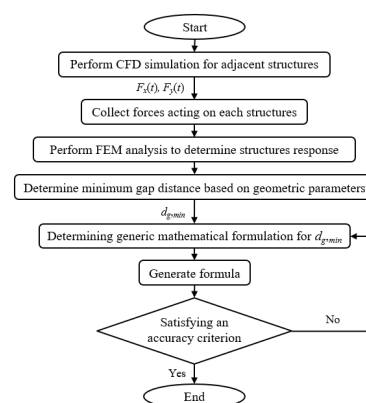 Start
Perform CFD simulation for adjacent structures
Fx(t), Fy(t)
Collect forces acting on each structures
Perform FEM analysis to determine structures response
Determine minimum gap distance based on geometric parameters
dg,min
Determining generic mathematical formulation for dg,min
Generate formula
Satisfying an
accuracy criterion
No
Yes
End